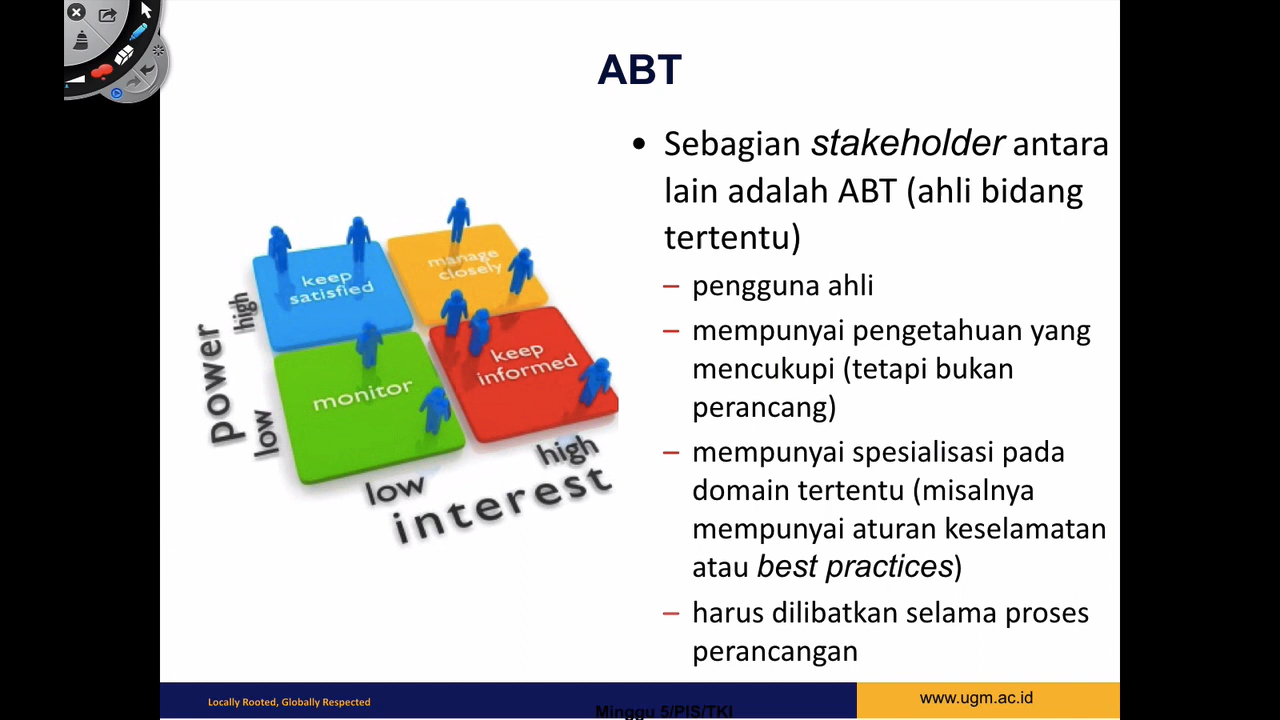 ABT
• Sebagian stakeholder antara
lain adalah ABT (ahli bidang
tertentu)
– pengguna ahli
– mempunyai pengetahuan yang
mencukupi (tetapi bukan
perancang)
– mempunyai spesialisasi pada
domain tertentu (misalnya
mempunyai aturan keselamatan
atau best practices)
– harus dilibatkan selama proses
perancangan
keep
satisfied
manage
closely
monitor
keep
informed
power
high
low
low
high
interest
Locally Rooted, Globally Respected
Minggu 5/PIS/TKI
www.ugm.ac.id